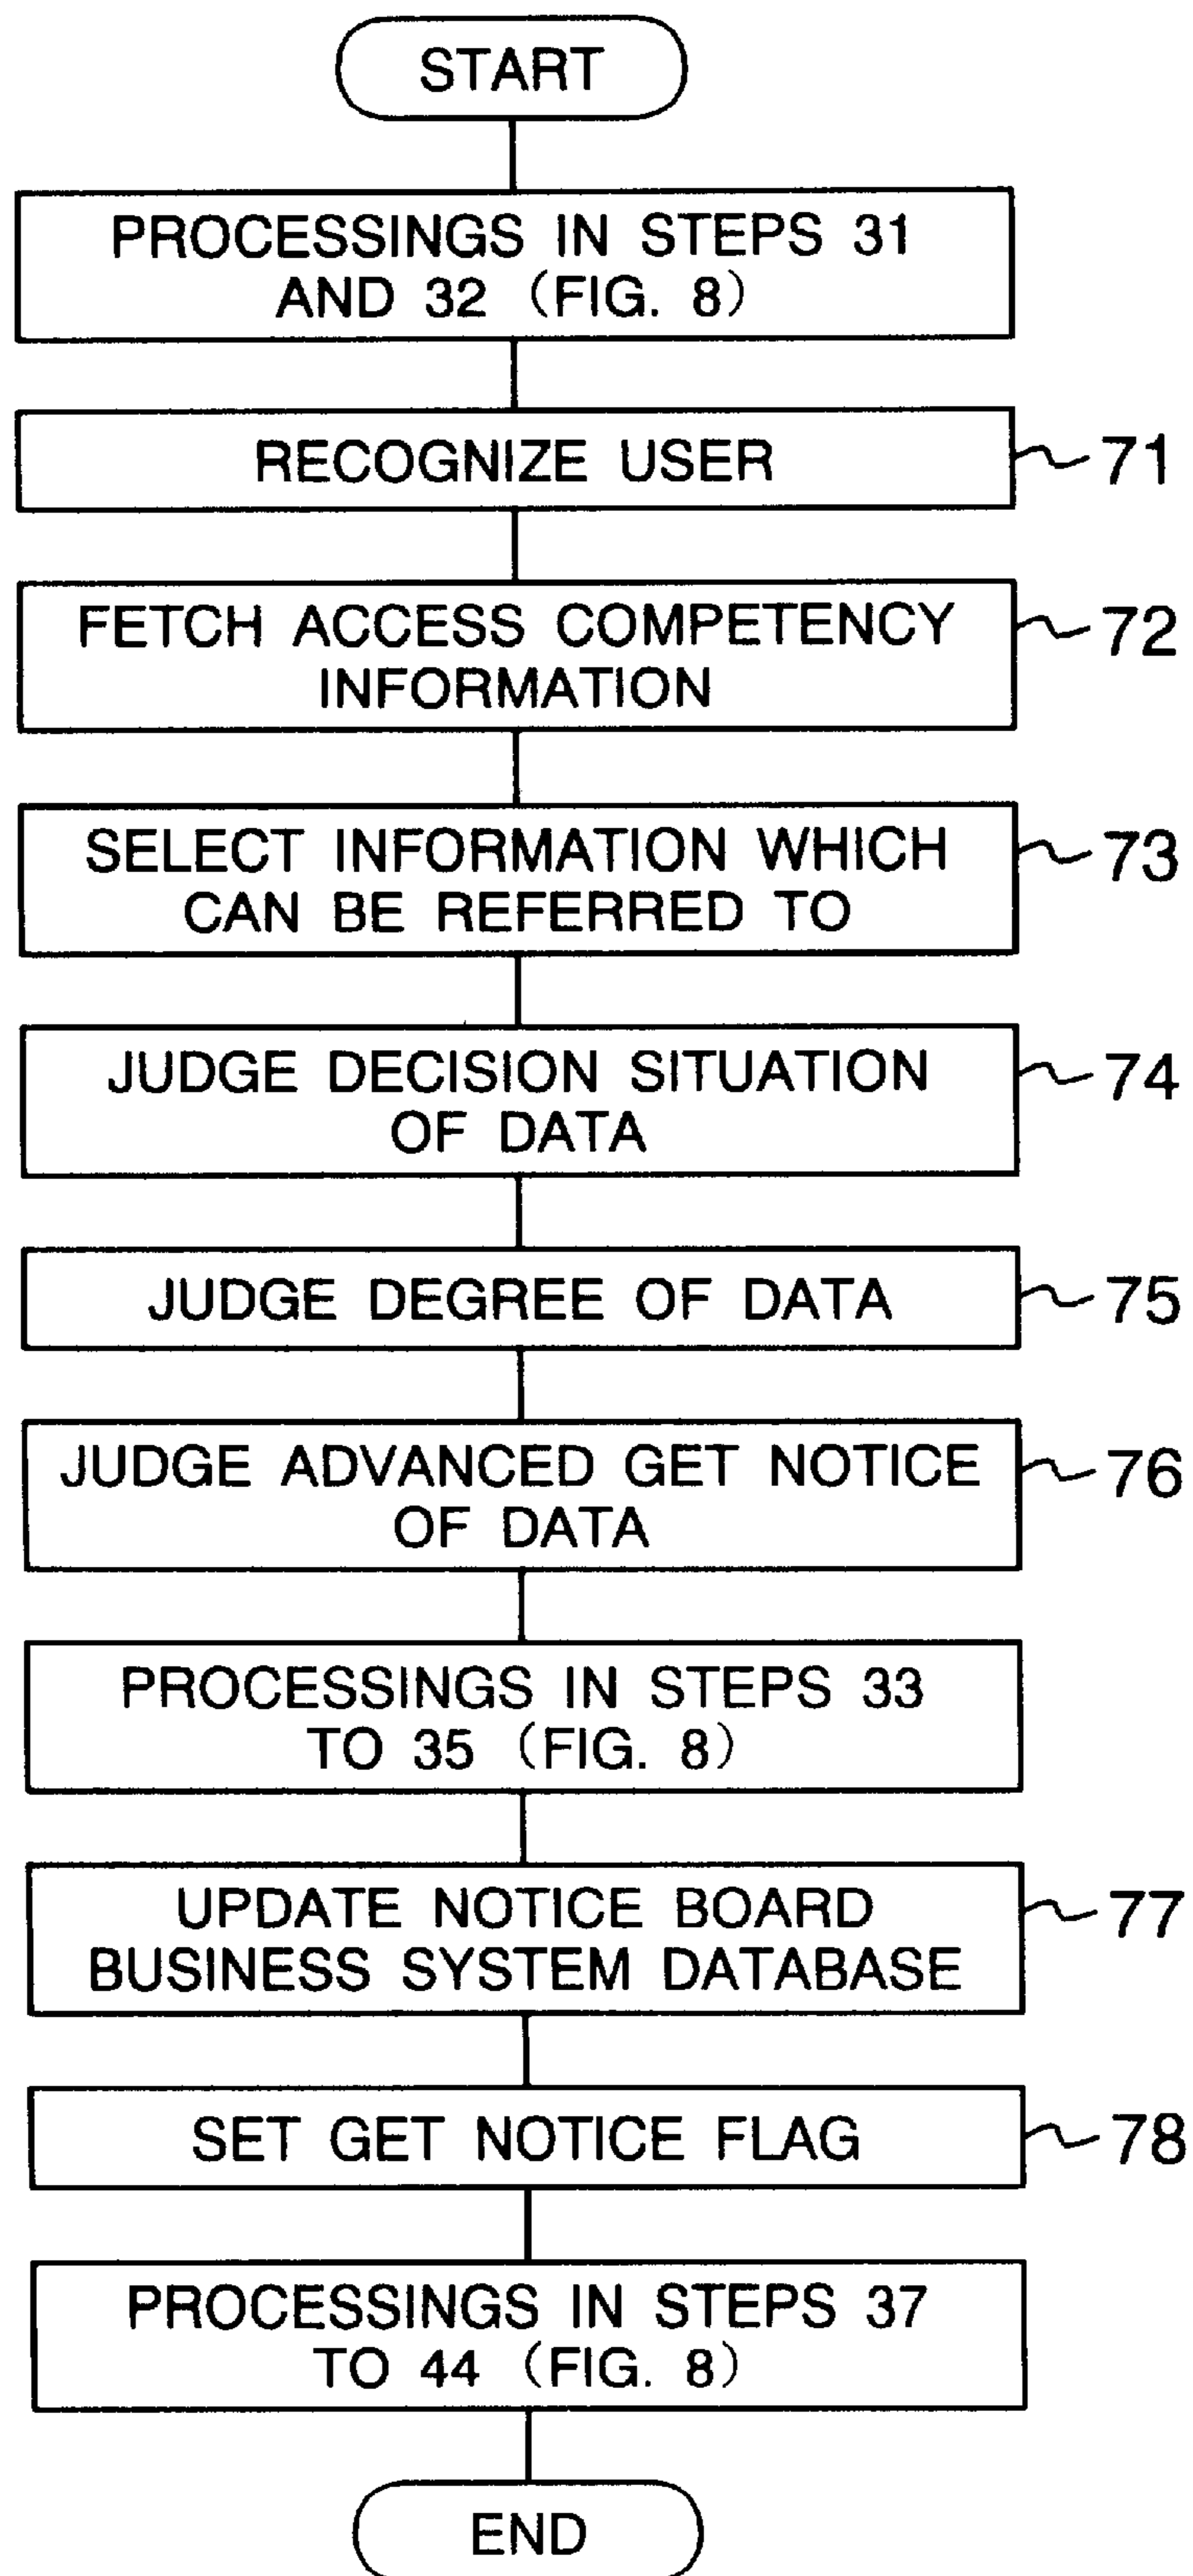 START
PROCESSINGS IN STEPS 31
AND 32 (FIG. 8)
RECOGNIZE USER
71
FETCH ACCESS COMPETENCY
INFORMATION
72
SELECT INFORMATION WHICH
CAN BE REFERRED TO
73
JUDGE DECISION SITUATION
OF DATA
74
JUDGE DEGREE OF DATA
75
JUDGE ADVANCED GET NOTICE
OF DATA
76
PROCESSINGS IN STEPS 33
TO 35 (FIG. 8)
UPDATE NOTICE BOARD
BUSINESS SYSTEM DATABASE
77
SET GET NOTICE FLAG
78
PROCESSINGS IN STEPS 37
TO 44 (FIG. 8)
END